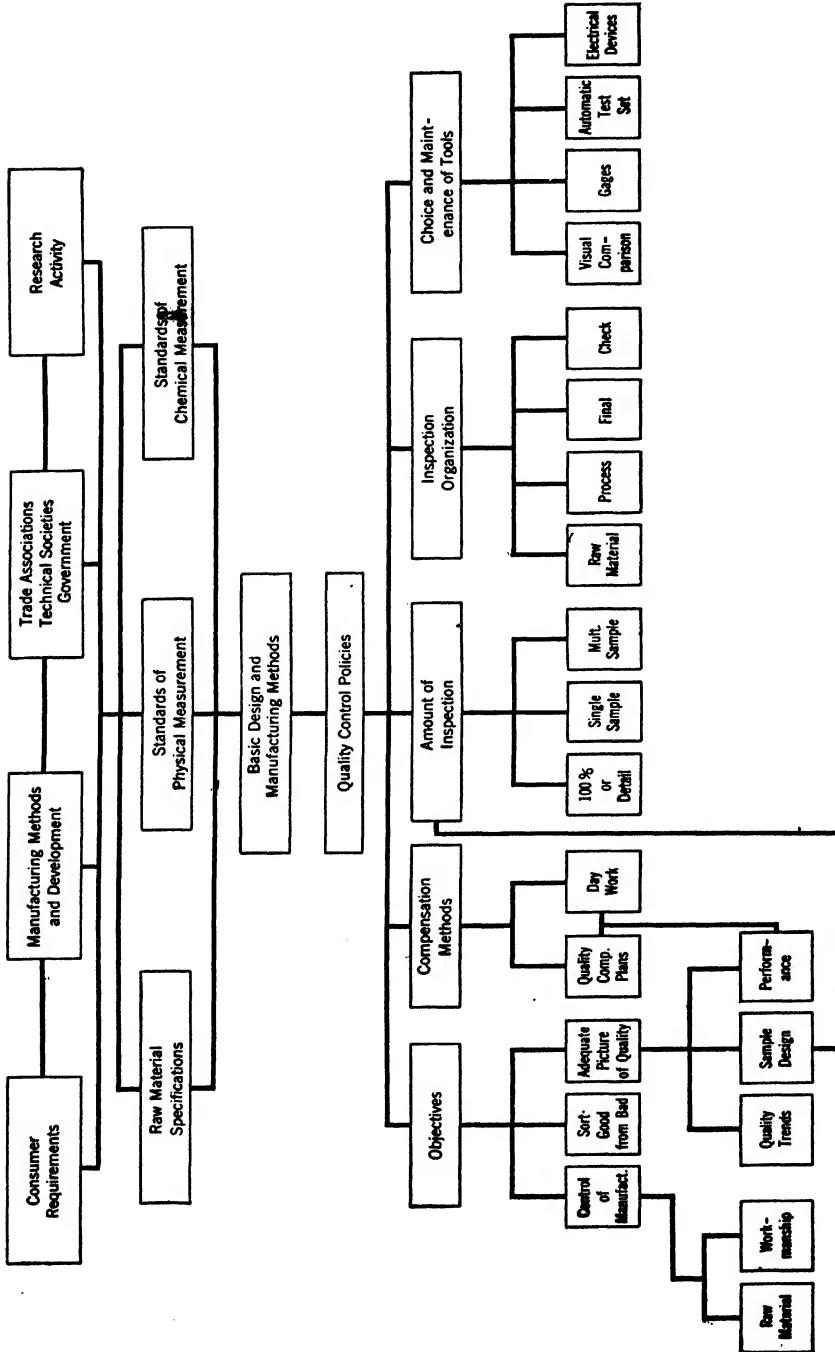 Consumer
Requirements
Manufacturing Methods
and Development
Trade Associations
Technical Societies
Government
Research
Activity
Raw Material
Specifications
Standards of
Physical Measurement
Standards of
Chemical Measurement
Basic Design and
Manufacturing Methods
Quality Control Policies
Objectives
Compensation
Methods
Amount of
Inspection
Inspection
Organization
Choice and Maint-
enance of Tools
Control
of
Manufact.
Sort-
Good
from Bad
Adequate
Picture
of Quality
Quality
Comp.
Plans
Day
Work
100%
or
Detail
Single
Sample
Mult.
Sample
Raw
Material
Process
Final
Check
Visual
Com-
parison
Gages
Automatic
Test
Set
Electrical
Devices
Raw
Material
Work-
manship
Quality
Trends
Sample
Design
Perform-
ance